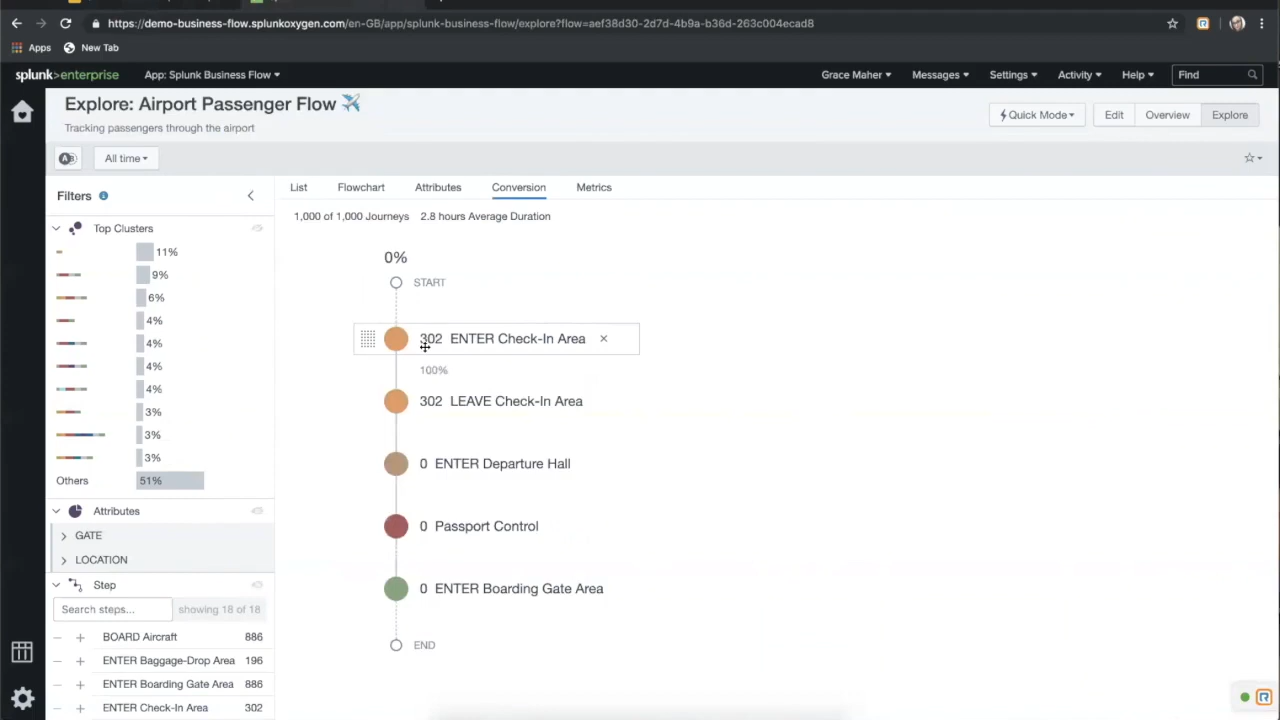 https://demo-business-flow.splunkoxygen.com/en-GB/app/splunk-business-flow/explore?flow=aef38d30-2d7d-4b9a-b36d-263c004ecad8
Apps New Tab
splunk>enterprise App: Splunk Business Flow Grace Maher Messages Settings Activity Help Find
Explore: Airport Passenger Flow
Tracking passengers through the airport
Quick Mode Edit Overview Explore
All time
Filters
List Flowchart Attributes Conversion Metrics
1,000 of 1,000 Journeys 2.8 hours Average Duration
Top Clusters
11%
9%
6%
4%
4%
4%
4%
3%
3%
3%
Others 51%
Attributes
GATE
LOCATION
Step
Search steps... showing 18 of 18
BOARD Aircraft 886
ENTER Baggage-Drop Area 196
ENTER Boarding Gate Area 886
ENTER Check-In Area 302
0%
START
302 ENTER Check-In Area
100%
302 LEAVE Check-In Area
0 ENTER Departure Hall
0 Passport Control
0 ENTER Boarding Gate Area
END